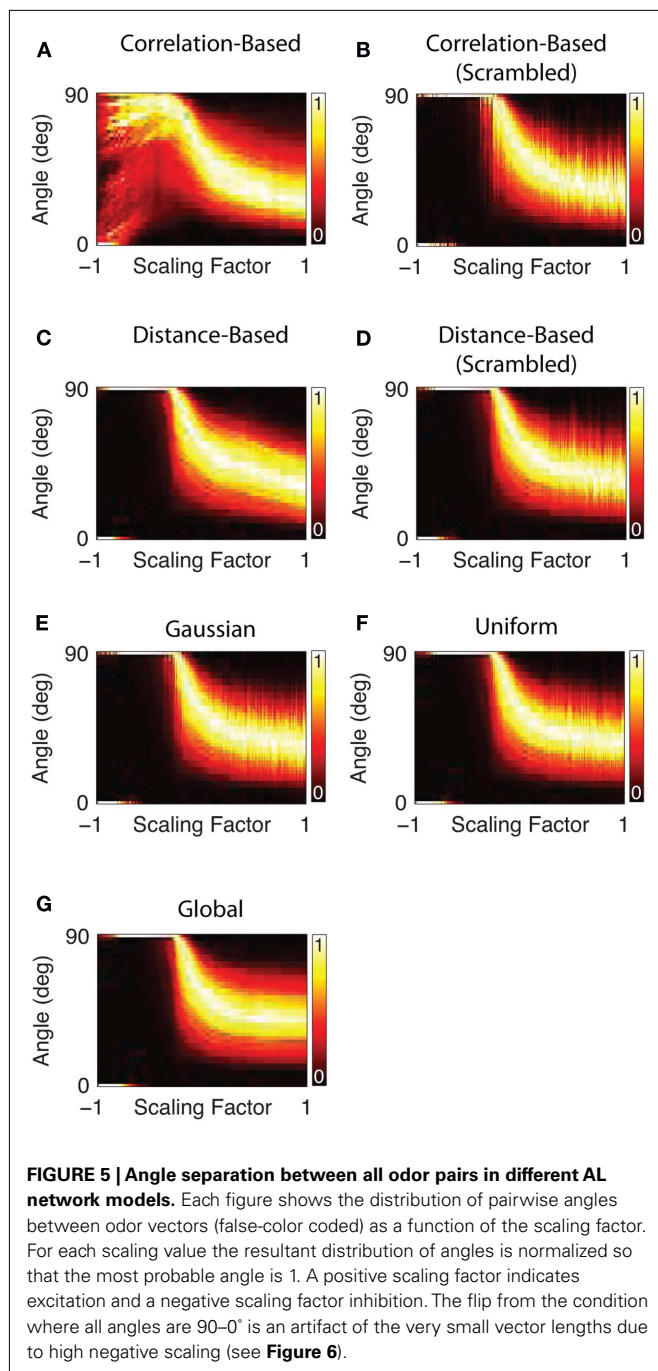 A
Correlation-Based
90
Angle (deg)
0
−1
Scaling Factor
1
1
0
B
Correlation-Based
(Scrambled)
90
Angle (deg)
0
−1
Scaling Factor
1
1
0
C
Distance-Based
90
Angle (deg)
0
−1
Scaling Factor
1
1
0
D
Distance-Based
(Scrambled)
90
Angle (deg)
0
−1
Scaling Factor
1
1
0
E
Gaussian
90
Angle (deg)
0
−1
Scaling Factor
1
1
0
F
Uniform
90
Angle (deg)
0
−1
Scaling Factor
1
1
0
G
Global
90
Angle (deg)
0
−1
Scaling Factor
1
1
0
FIGURE 5 | Angle separation between all odor pairs in different AL
network models. Each figure shows the distribution of pairwise angles
between odor vectors (false-color coded) as a function of the scaling factor.
For each scaling value the resultant distribution of angles is normalized so
that the most probable angle is 1. A positive scaling factor indicates
excitation and a negative scaling factor inhibition. The flip from the condition
where all angles are 90–0° is an artifact of the very small vector lengths due
to high negative scaling (see Figure 6).